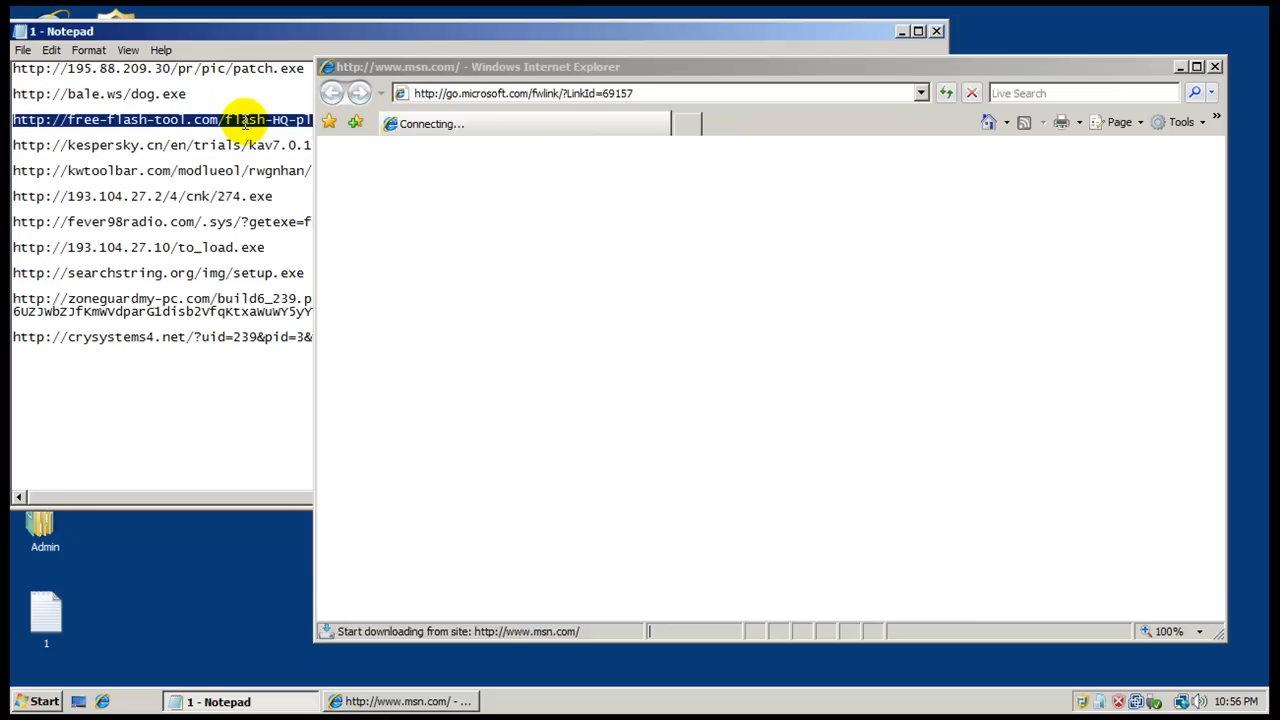 1 - Notepad
File Edit Format View Help
http://195.88.209.30/pr/pic/patch.exe
http://bale.ws/dog.exe
http://free-flash-tool.com/flash-HQ-pl
http://kespersky.cn/en/trials/kav7.0.1
http://kwtoolbar.com/modlueol/rwgnhan/
http://193.104.27.2/4/cnk/274.exe
http://fever98radio.com/.sys/?getexe=f
http://193.104.27.10/to_load.exe
http://searchstring.org/img/setup.exe
http://zoneguardmy-pc.com/build6_239.p
http://crysystems4.net/?uid=239&pid=3&
http://www.msn.com/ - Windows Internet Explorer
http://go.microsoft.com/fwlink/?LinkId=69157
Live Search
Connecting...
Page
Tools
Start downloading from site: http://www.msn.com/
100%
Admin
1
Start
1 - Notepad
http://www.msn.com/ - ...
10:56 PM